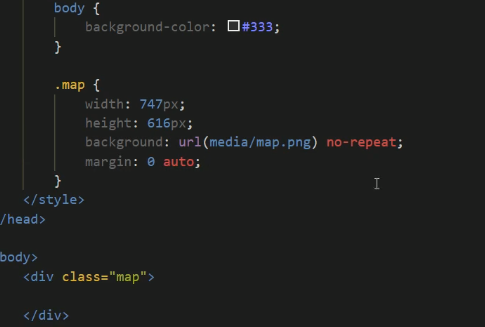 body {
background-color: #333;
}
.map {
width: 747px;
height: 616px;
background: url(media/map.png) no-repeat;
margin: 0 auto;
}
</style>
/head>
body>
<div class="map">
</div>